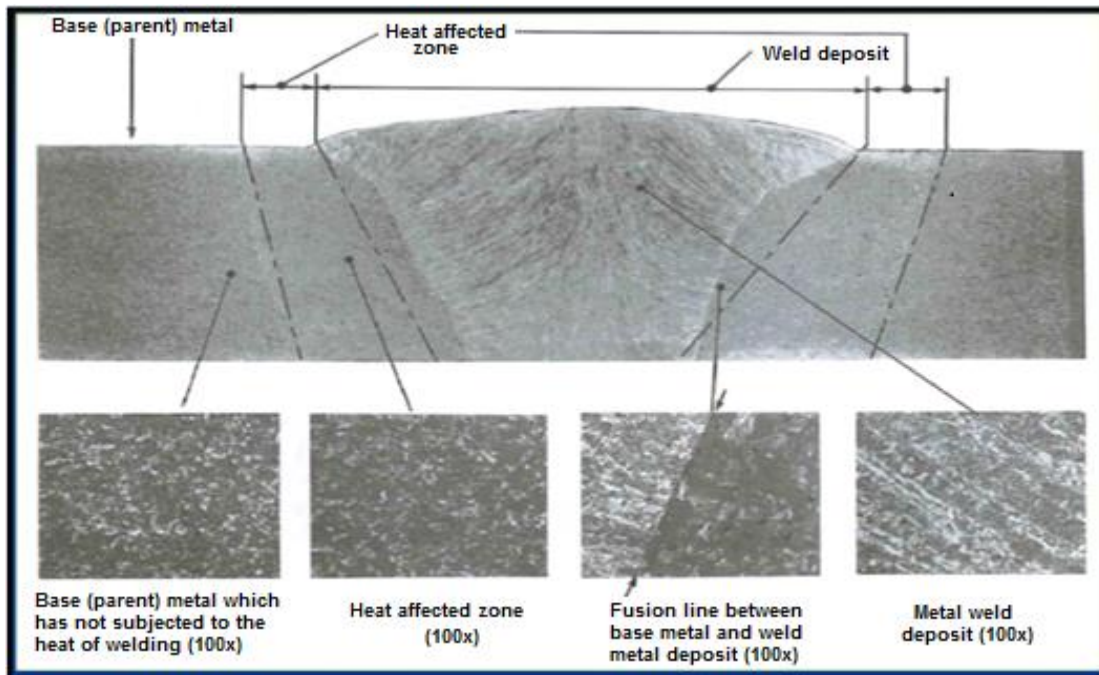 Base (parent) metal
Heat affected
zone
Weld deposit
Base (parent) metal which
has not subjected to the
heat of welding (100x)
Heat affected zone
(100x)
Fusion line between
base metal and weld
metal deposit (100x)
Metal weld
deposit (100x)